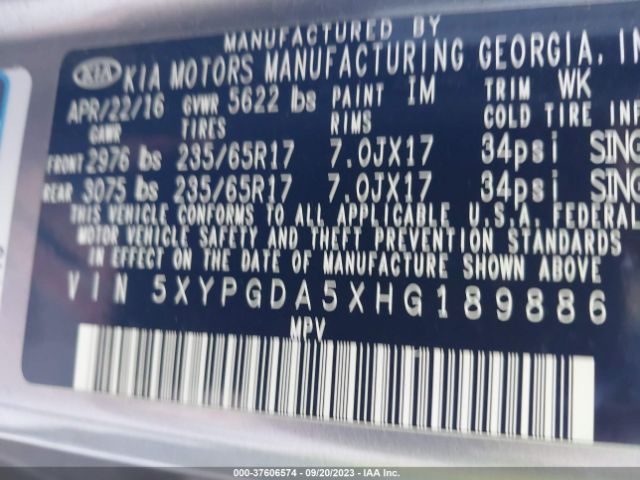 MANUFACTURED BY
KIA KIA MOTORS MANUFACTURING GEORGIA, IN
APR/22/16 GVWR 5622 lbs PAINT IM TRIM WK
GAWR TIRES RIMS COLD TIRE INF
FRONT 2976 lbs 235/65R17 7.0JX17 34psi SING
REAR 3075 lbs 235/65R17 7.0JX17 34psi SING
THIS VEHICLE CONFORMS TO ALL APPLICABLE U.S.A. FEDERAL
MOTOR VEHICLE SAFETY AND THEFT PREVENTION STANDARDS
IN EFFECT ON THE DATE OF MANUFACTURE SHOWN ABOVE
VIN 5XYPGDA5XHG189886
MPV
000-37606574 | 09/20/2023 | IAA Inc.